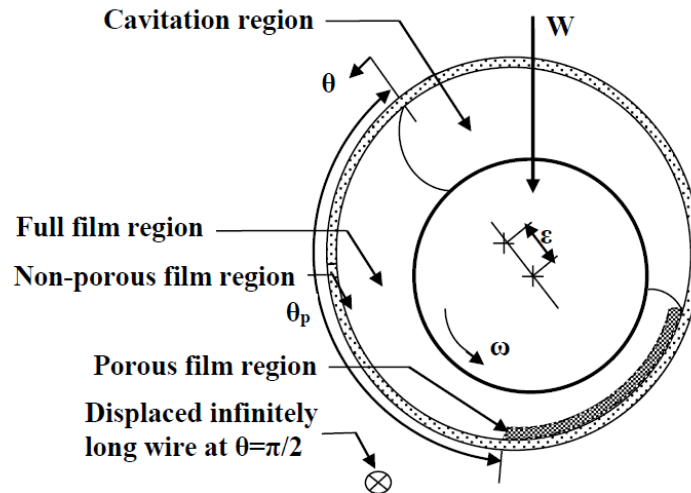 Cavitation region
W
θ
ε
Full film region
Non-porous film region
θp
ω
Porous film region
Displaced infinitely
long wire at θ=π/2